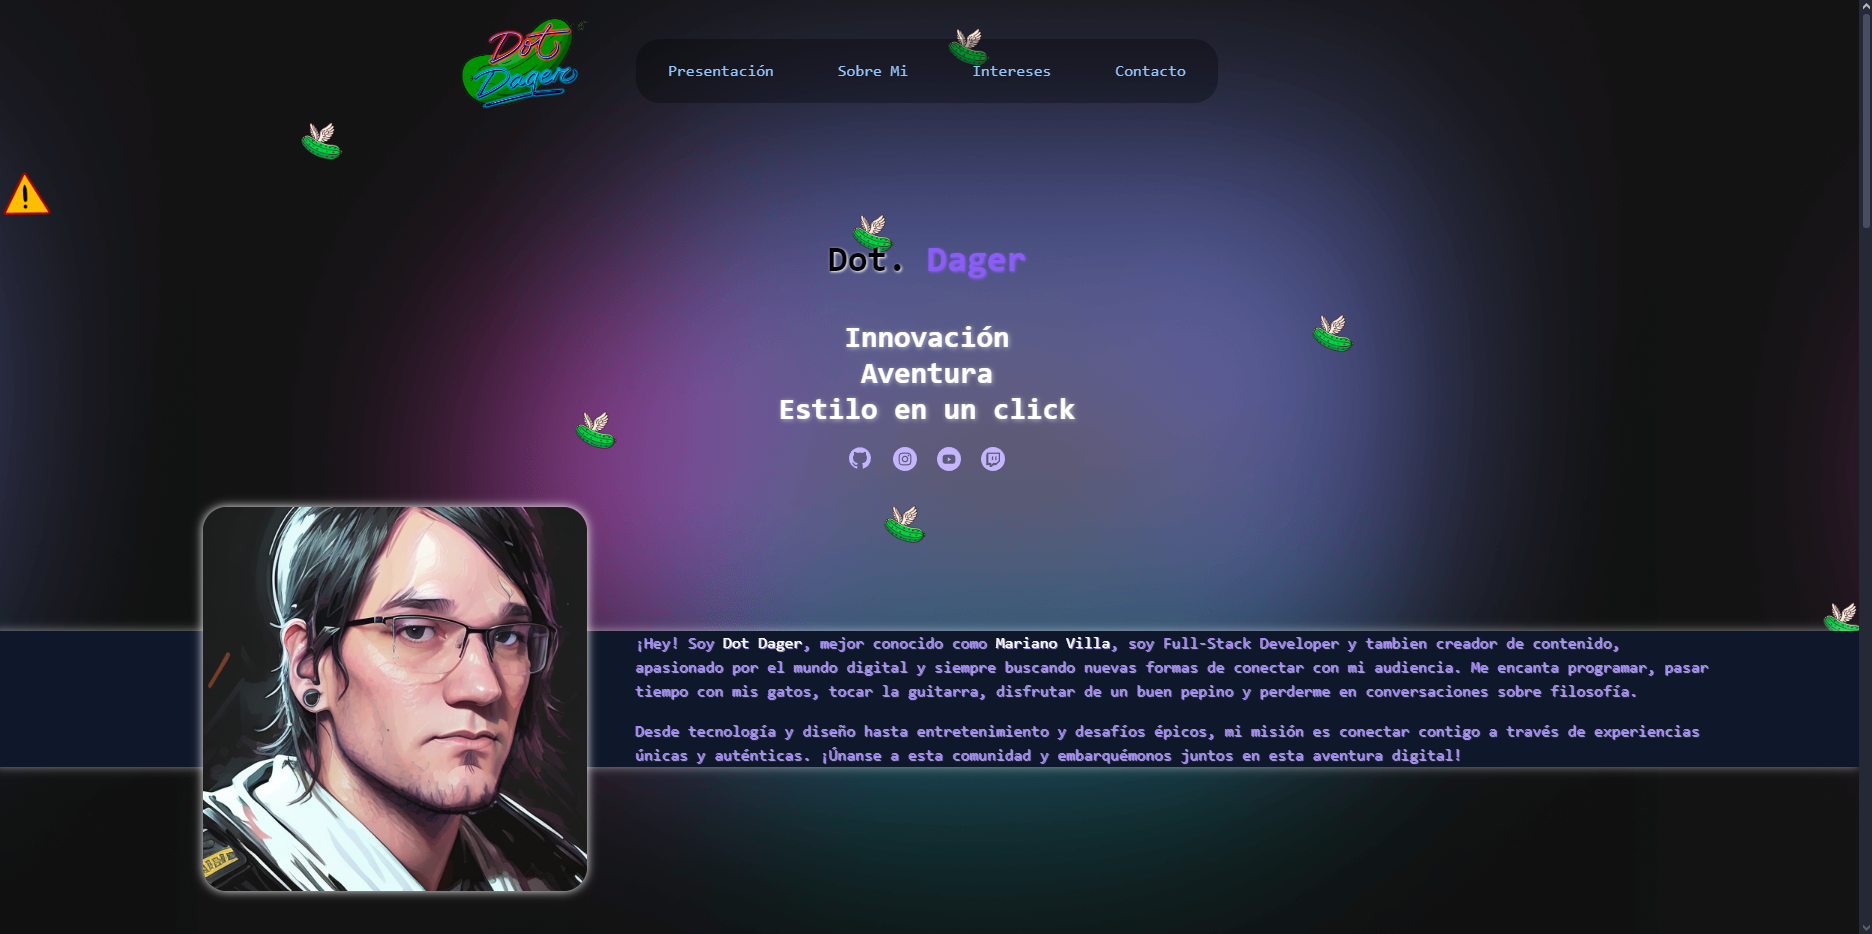 Dot
Dager
Presentación
Sobre Mi
Intereses
Contacto
Dot. Dager
Innovación
Aventura
Estilo en un click
¡Hey! Soy Dot Dager, mejor conocido como Mariano Villa, soy Full-Stack Developer y tambien creador de contenido,
apasionado por el mundo digital y siempre buscando nuevas formas de conectar con mi audiencia. Me encanta programar, pasar
tiempo con mis gatos, tocar la guitarra, disfrutar de un buen pepino y perderme en conversaciones sobre filosofía.
Desde tecnología y diseño hasta entretenimiento y desafíos épicos, mi misión es conectar contigo a través de experiencias
únicas y auténticas. ¡Únanse a esta comunidad y embarquémonos juntos en esta aventura digital!